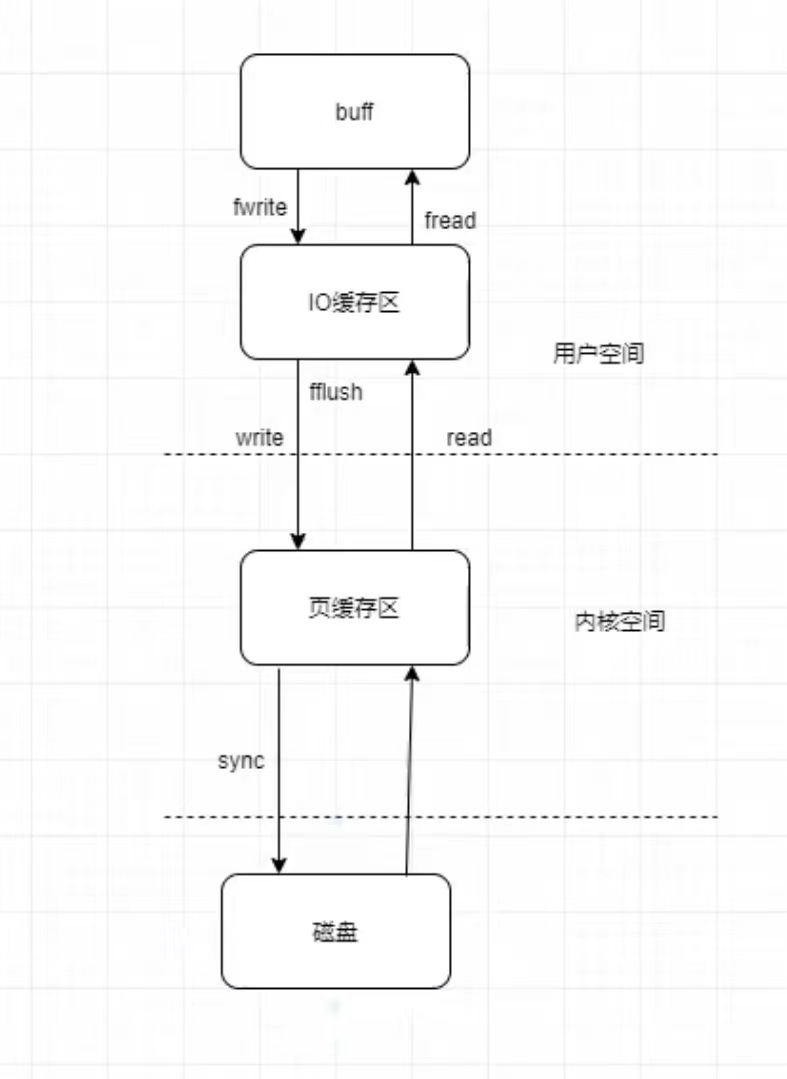 buff
fwrite
fread
IO缓存区
用户空间
fflush
write
read
页缓存区
内核空间
sync
磁盘